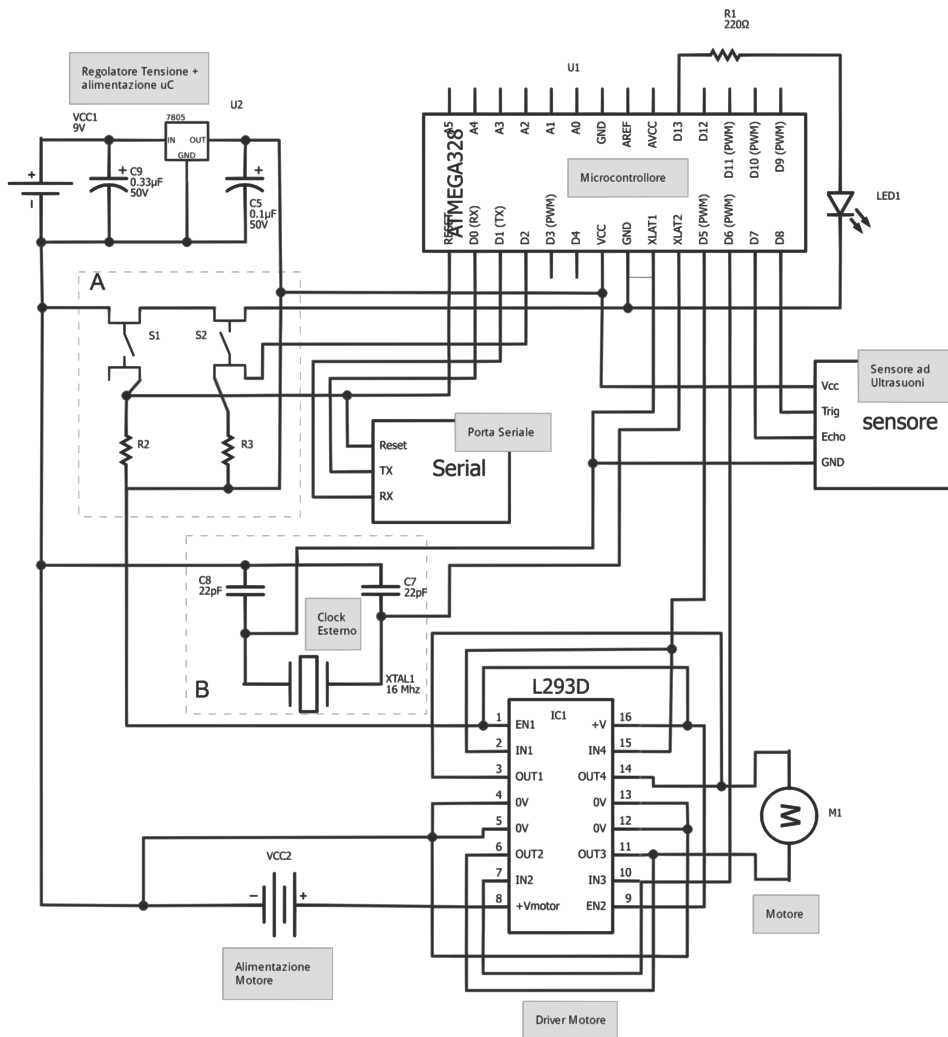 R1
220Ω
Regolatore Tensione +
alimentazione uC
U1
VCC1
9V
U2
7805
IN
OUT
GND
+
-
+
C9
0.33µF
50V
+
C5
0.1µF
50V
A5
A4
A3
A2
A1
A0
GND
AREF
AVCC
D13
D12
D11 (PWM)
D10 (PWM)
D9 (PWM)
ATMEGA328
Microcontrollore
RESET
D0 (RX)
D1 (TX)
D2
D3 (PWM)
D4
VCC
GND
XLAT1
XLAT2
D5 (PWM)
D6 (PWM)
D7
D8
LED1
A
S1
S2
R2
R3
Sensore ad
Ultrasuoni
sensore
Vcc
Trig
Echo
GND
Porta Seriale
Serial
Reset
TX
RX
C8
22pF
C7
22pF
Clock
Esterno
XTAL1
16 Mhz
B
L293D
IC1
1 EN1
2 IN1
3 OUT1
4 0V
5 0V
6 OUT2
7 IN2
8 +Vmotor
+V 16
IN4 15
OUT4 14
0V 13
0V 12
OUT3 11
IN3 10
EN2 9
M
M1
Motore
VCC2
- +
Alimentazione
Motore
Driver Motore